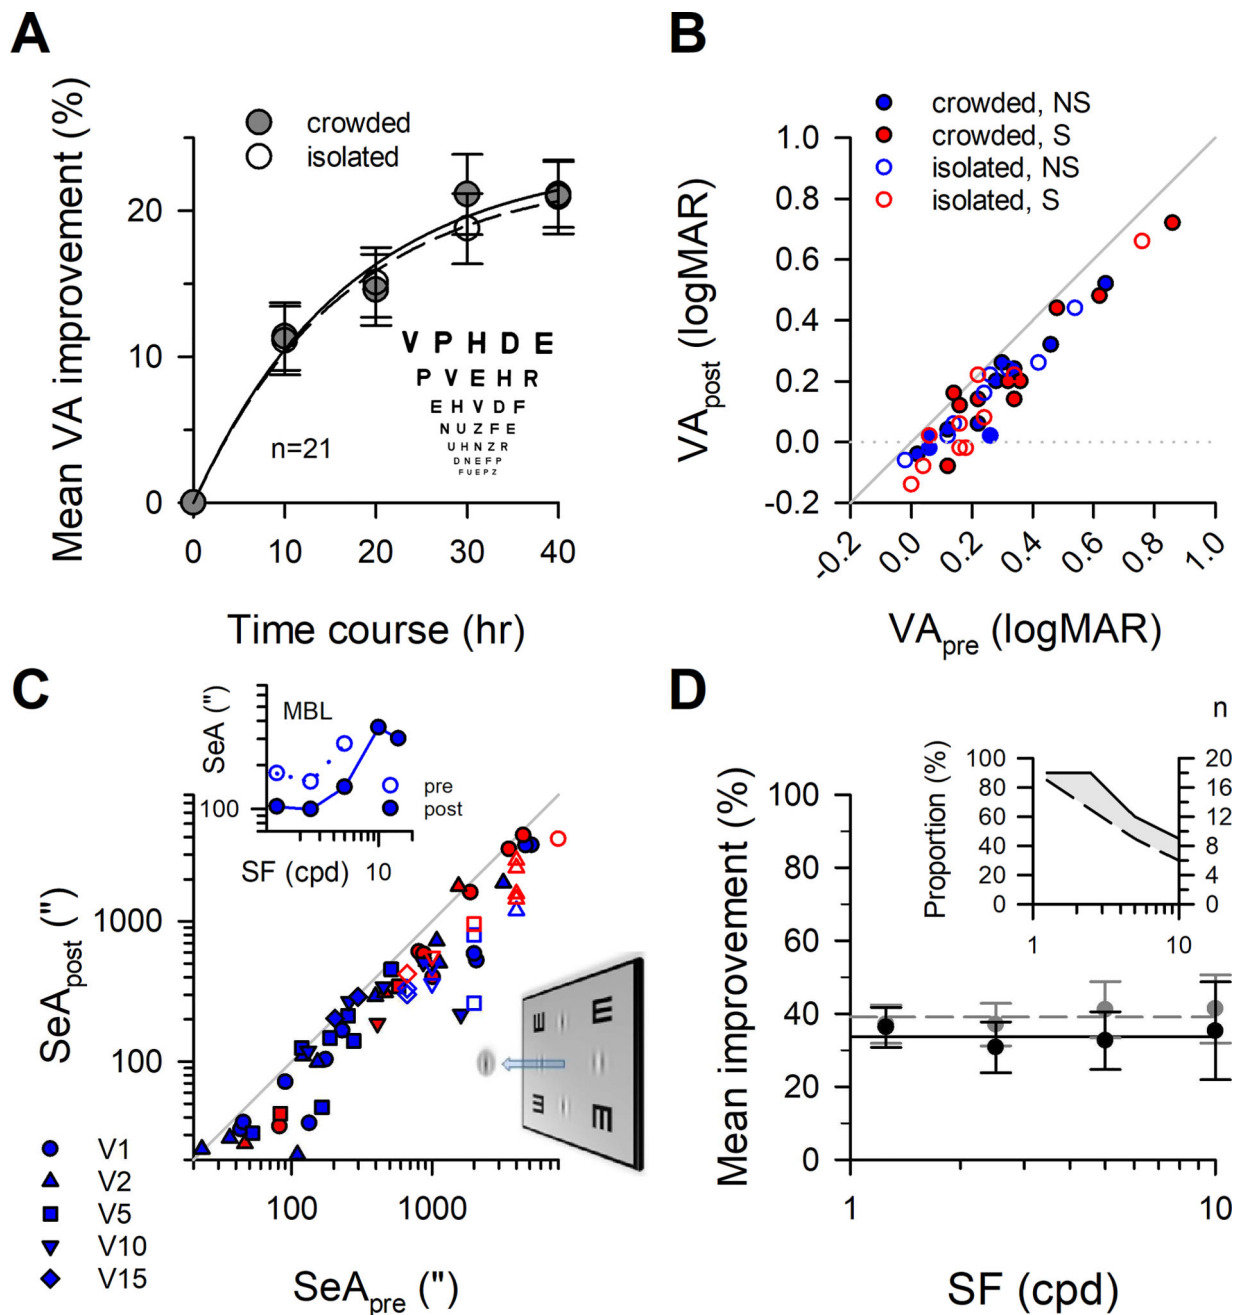 A
Mean VA improvement (%)
crowded
isolated
20
10
0
n=21
V P H D E
P V E H R
E H V D F
N U Z F E
U H N Z R
D N E F P
F U E P Z
0 10 20 30 40
Time course (hr)
B
VApost (logMAR)
crowded, NS
crowded, S
isolated, NS
isolated, S
1.0
0.8
0.6
0.4
0.2
0.0
-0.2
-0.2 0.0 0.2 0.4 0.6 0.8 1.0
VApre (logMAR)
C
SeA (")
MBL
pre
post
100
SF (cpd) 10
SeApost (")
1000
100
E E
E E
V1
V2
V5
V10
V15
100 1000
SeApre (")
D
n
Proportion (%)
100 20
80 16
60 12
40 8
20 4
0 0
1 10
Mean improvement (%)
100
80
60
40
20
0
1 10
SF (cpd)